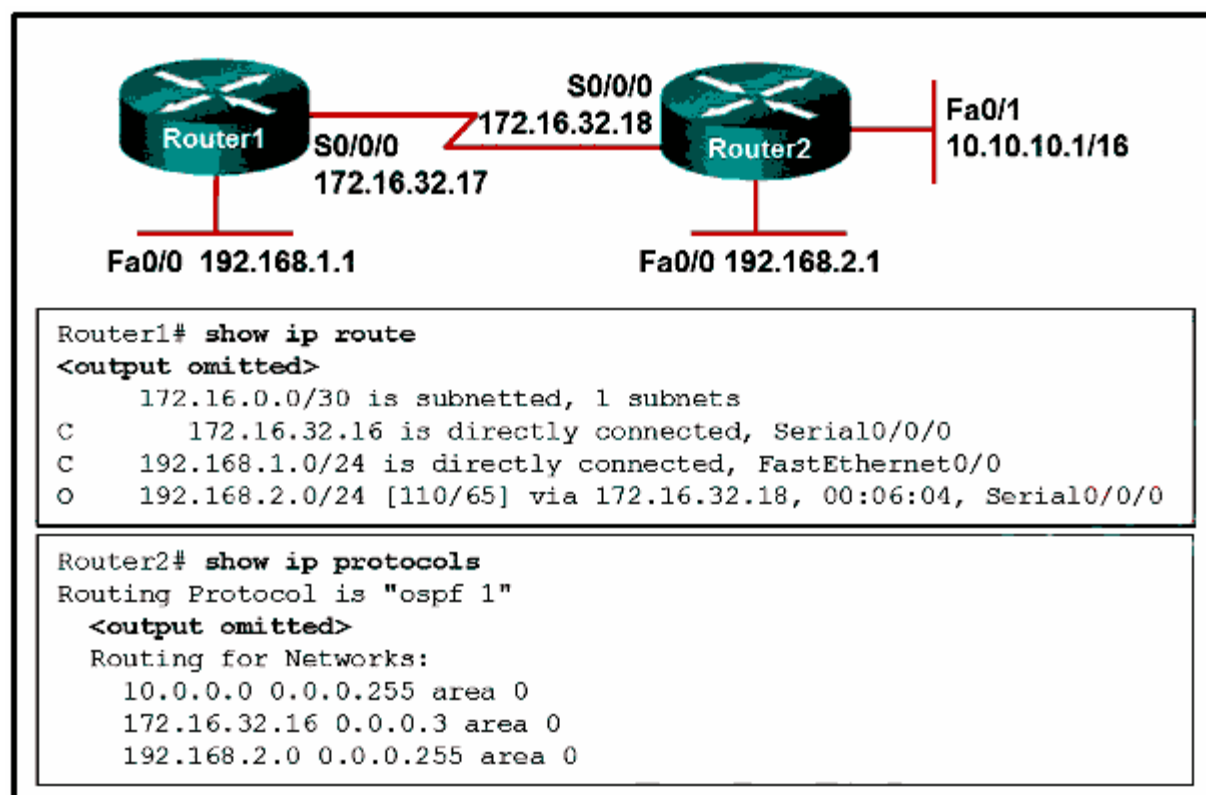 Router1
S0/0/0
172.16.32.17
Fa0/0 192.168.1.1
S0/0/0
172.16.32.18
Router2
Fa0/1
10.10.10.1/16
Fa0/0 192.168.2.1
Router1# show ip route
<output omitted>
172.16.0.0/30 is subnetted, 1 subnets
C 172.16.32.16 is directly connected, Serial0/0/0
C 192.168.1.0/24 is directly connected, FastEthernet0/0
O 192.168.2.0/24 [110/65] via 172.16.32.18, 00:06:04, Serial0/0/0
Router2# show ip protocols
Routing Protocol is "ospf 1"
<output omitted>
Routing for Networks:
10.0.0.0 0.0.0.255 area 0
172.16.32.16 0.0.0.3 area 0
192.168.2.0 0.0.0.255 area 0